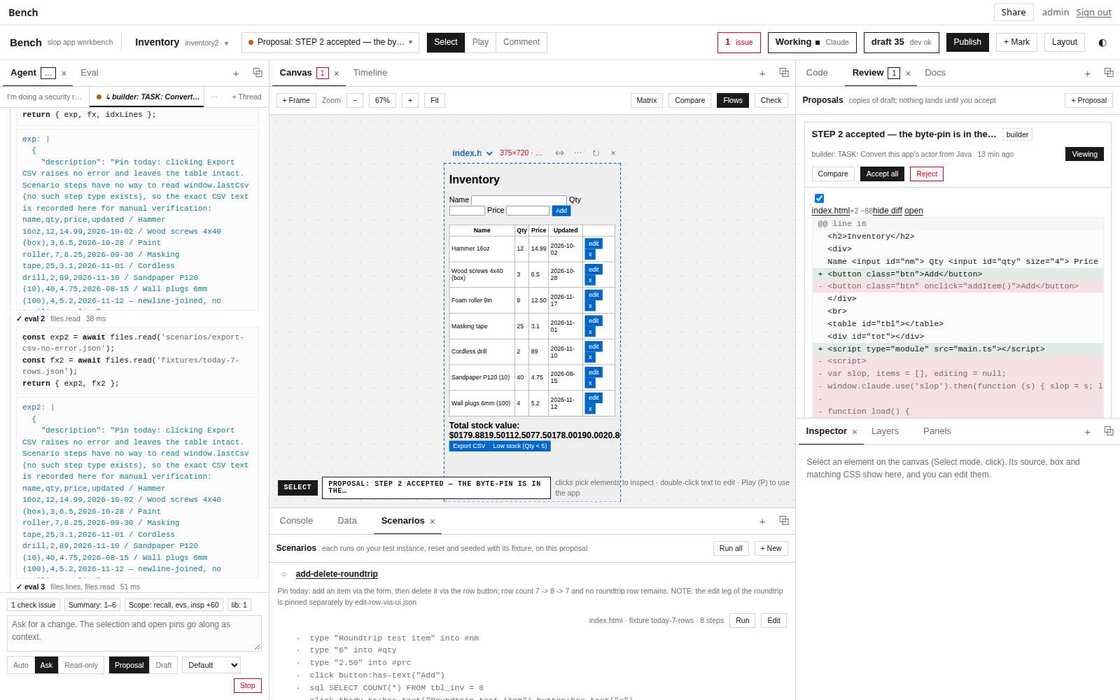 Bench
Share
admin
Sign out
Bench slop app workbench
Inventory inventory2 ▾
Proposal: STEP 2 accepted — the by… ▾
Select
Play
Comment
1 issue
Working ■ Claude
draft 35 dev ok
Publish
+ Mark
Layout
Agent … ×
Eval
I'm doing a security r…
↳ builder: TASK: Convert…
···
+ Thread
return { exp, fx, idxLines };
exp: |
{
"description": "Pin today: clicking Export
CSV raises no error and leaves the table intact.
Scenario steps have no way to read window.lastCsv
(no such step type exists), so the exact CSV text
is recorded here for manual verification:
name,qty,price,updated / Hammer
16oz,12,14.99,2026-10-02 / Wood screws 4x40
(box),3,6.5,2026-10-28 / Paint
roller,7,8.25,2026-09-30 / Masking
tape,25,3.1,2026-11-01 / Cordless
drill,2,89,2026-11-10 / Sandpaper P120
(10),40,4.75,2026-08-15 / Wall plugs 6mm
(100),4,5.2,2026-11-12 — newline-joined, no
✓ eval 2 files.read 38 ms
const exp2 = await files.read('scenarios/export-
csv-no-error.json');
const fx2 = await files.read('fixtures/today-7-
rows.json');
return { exp2, fx2 };
exp2: |
{
"description": "Pin today: clicking Export
CSV raises no error and leaves the table intact.
Scenario steps have no way to read window.lastCsv
(no such step type exists), so the exact CSV text
is recorded here for manual verification:
name,qty,price,updated / Hammer
16oz,12,14.99,2026-10-02 / Wood screws 4x40
(box),3,6.5,2026-10-28 / Paint
roller,7,8.25,2026-09-30 / Masking
tape,25,3.1,2026-11-01 / Cordless
drill,2,89,2026-11-10 / Sandpaper P120
(10),40,4.75,2026-08-15 / Wall plugs 6mm
(100),4,5.2,2026-11-12 — newline-joined, no
✓ eval 3 files.lines, files.read 51 ms
1 check issue
Summary: 1–6
Scope: recall, evs, insp +60
lib: 1
Ask for a change. The selection and open pins go along as
context.
Auto
Ask
Read-only
Proposal
Draft
Default
Stop
Canvas 1 ×
Timeline
+ Frame
Zoom
−
67%
+
Fit
Matrix
Compare
Flows
Check
index.h
375×720 · …
Inventory
Name Qty
Price Add
Name Qty Price Updated
Hammer 16oz 12 14.99 2026-10-02 edit x
Wood screws 4x40 (box) 3 6.5 2026-10-28 edit x
Foam roller 9in 9 12.50 2026-11-17 edit x
Masking tape 25 3.1 2026-11-01 edit x
Cordless drill 2 89 2026-11-10 edit x
Sandpaper P120 (10) 40 4.75 2026-08-15 edit x
Wall plugs 6mm (100) 4 5.2 2026-11-12 edit x
Total stock value:
$0179.8819.50112.5077.50178.00190.0020.8
Export CSV
Low stock (Qty < 5)
SELECT
PROPOSAL: STEP 2 ACCEPTED — THE BYTE-PIN IS IN
THE…
clicks pick elements to inspect · double-click text to edit · Play (P) to use
the app
Console
Data
Scenarios ×
Scenarios each runs on your test instance, reset and seeded with its fixture, on this proposal
Run all
+ New
add-delete-roundtrip
Pin today: add an item via the form, then delete it via the row button; row count 7 -> 8 -> 7 and no roundtrip row remains. NOTE: the edit leg of the roundtrip
is pinned separately by edit-row-via-ui.json
index.html · fixture today-7-rows · 8 steps
Run
Edit
· type "Roundtrip test item" into #nm
· type "6" into #qty
· type "2.50" into #prc
· click button:has-text("Add")
· sql SELECT COUNT(*) FROM tbl_inv = 8
Code
Review 1 ×
Docs
Proposals copies of draft; nothing lands until you accept
+ Proposal
STEP 2 accepted — the byte-pin is in the…
builder
builder: TASK: Convert this app's actor from Java 13 min ago
Viewing
Compare
Accept all
Reject
index.html+2 −88hide diff open
@@ line 16
<h2>Inventory</h2>
<div>
Name <input id="nm"> Qty <input id="qty" size="4"> Price
+ <button class="btn">Add</button>
- <button class="btn" onclick="addItem()">Add</button>
</div>
<br>
<table id="tbl"></table>
<div id="tot"></div>
+ <script type="module" src="main.ts"></script>
- <script>
- var slop, items = [], editing = null;
- window.claude.use('slop').then(function (s) { slop = s; l
-
- function load() {
Inspector ×
Layers
Panels
Select an element on the canvas (Select mode, click). Its source, box and
matching CSS show here, and you can edit them.